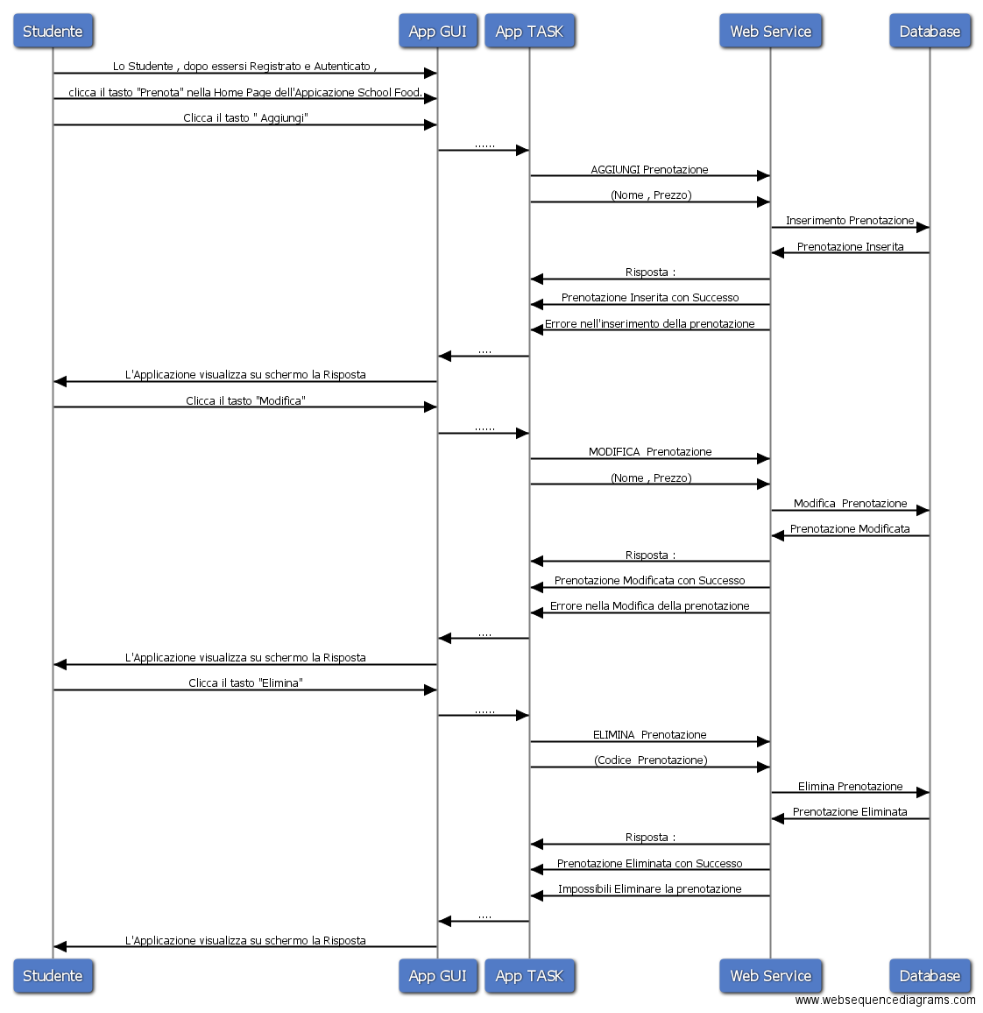 Studente App GUI App TASK Web Service Database
Lo Studente , dopo essersi Registrato e Autenticato ,
clicca il tasto "Prenota" nella Home Page dell'Appicazione School Food.
Clicca il tasto " Aggiungi"
......
AGGIUNGI Prenotazione
(Nome , Prezzo)
Inserimento Prenotazione
Prenotazione Inserita
Risposta :
Prenotazione Inserita con Successo
Errore nell'inserimento della prenotazione
....
L'Applicazione visualizza su schermo la Risposta
Clicca il tasto "Modifica"
......
MODIFICA Prenotazione
(Nome , Prezzo)
Modifica Prenotazione
Prenotazione Modificata
Risposta :
Prenotazione Modificata con Successo
Errore nella Modifica della prenotazione
....
L'Applicazione visualizza su schermo la Risposta
Clicca il tasto "Elimina"
......
ELIMINA Prenotazione
(Codice Prenotazione)
Elimina Prenotazione
Prenotazione Eliminata
Risposta :
Prenotazione Eliminata con Successo
Impossibili Eliminare la prenotazione
....
L'Applicazione visualizza su schermo la Risposta
Studente App GUI App TASK Web Service Database
www.websequencediagrams.com